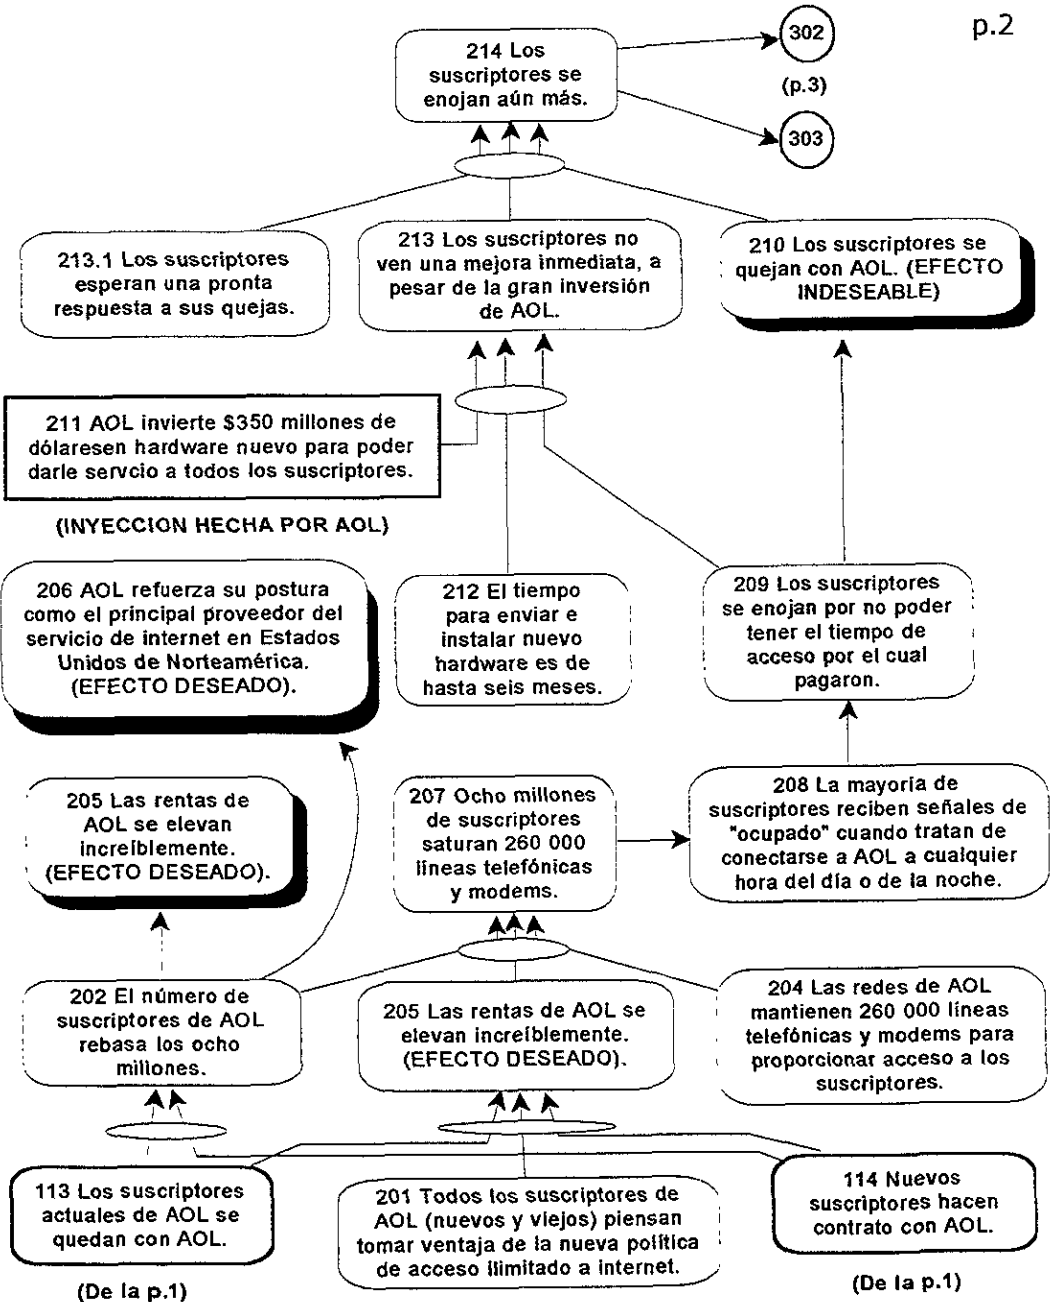 p.2
214 Los
suscriptores se
enojan aún más.
302
(p.3)
303
213.1 Los suscriptores
esperan una pronta
respuesta a sus quejas.
213 Los suscriptores no
ven una mejora inmediata, a
pesar de la gran inversión
de AOL.
210 Los suscriptores se
quejan con AOL. (EFECTO
INDESEABLE)
211 AOL invierte $350 millones de
dólaresen hardware nuevo para poder
darle servcio a todos los suscriptores.
(INYECCION HECHA POR AOL)
206 AOL refuerza su postura
como el principal proveedor del
servicio de internet en Estados
Unidos de Norteamérica.
(EFECTO DESEADO).
212 El tiempo
para enviar e
instalar nuevo
hardware es de
hasta seis meses.
209 Los suscriptores
se enojan por no poder
tener el tiempo de
acceso por el cual
pagaron.
205 Las rentas de
AOL se elevan
increíblemente.
(EFECTO DESEADO).
207 Ocho millones
de suscriptores
saturan 260 000
líneas telefónicas
y modems.
208 La mayoría de
suscriptores reciben señales de
"ocupado" cuando tratan de
conectarse a AOL a cualquier
hora del día o de la noche.
202 El número de
suscriptores de AOL
rebasa los ocho
millones.
205 Las rentas de AOL se
elevan increíblemente.
(EFECTO DESEADO).
204 Las redes de AOL
mantienen 260 000 líneas
telefónicas y modems para
proporcionar acceso a los
suscriptores.
113 Los suscriptores
actuales de AOL se
quedan con AOL.
(De la p.1)
201 Todos los suscriptores de
AOL (nuevos y viejos) piensan
tomar ventaja de la nueva política
de acceso ilimitado a internet.
114 Nuevos
suscriptores hacen
contrato con AOL.
(De la p.1)